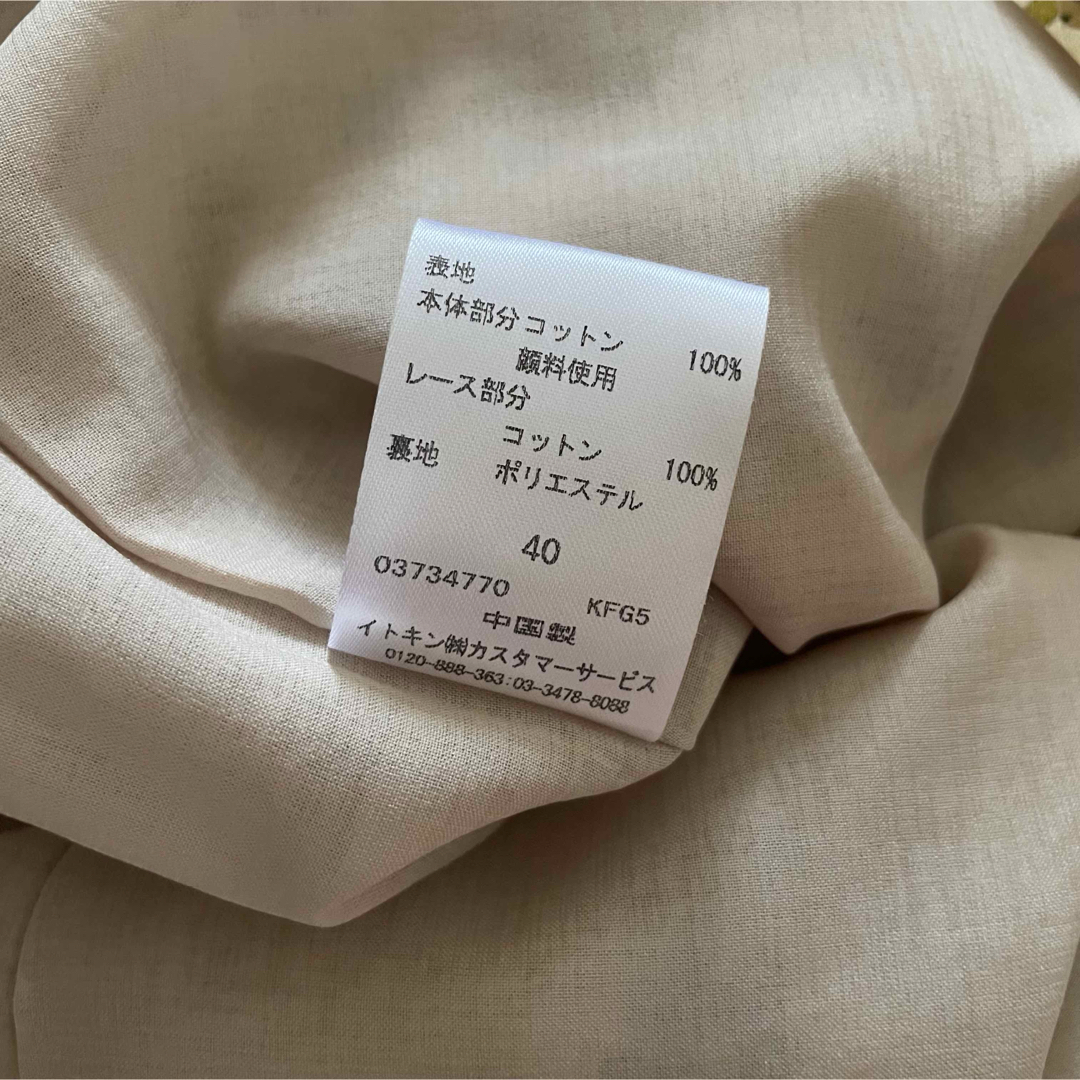 表地
本体部分コットン 100%
顔料使用
レース部分
コットン 100%
裏地 ポリエステル
40
03734770 KFG5
中国製
イトキン㈱カスタマーサービス
0120-888-363:03-3478-8088